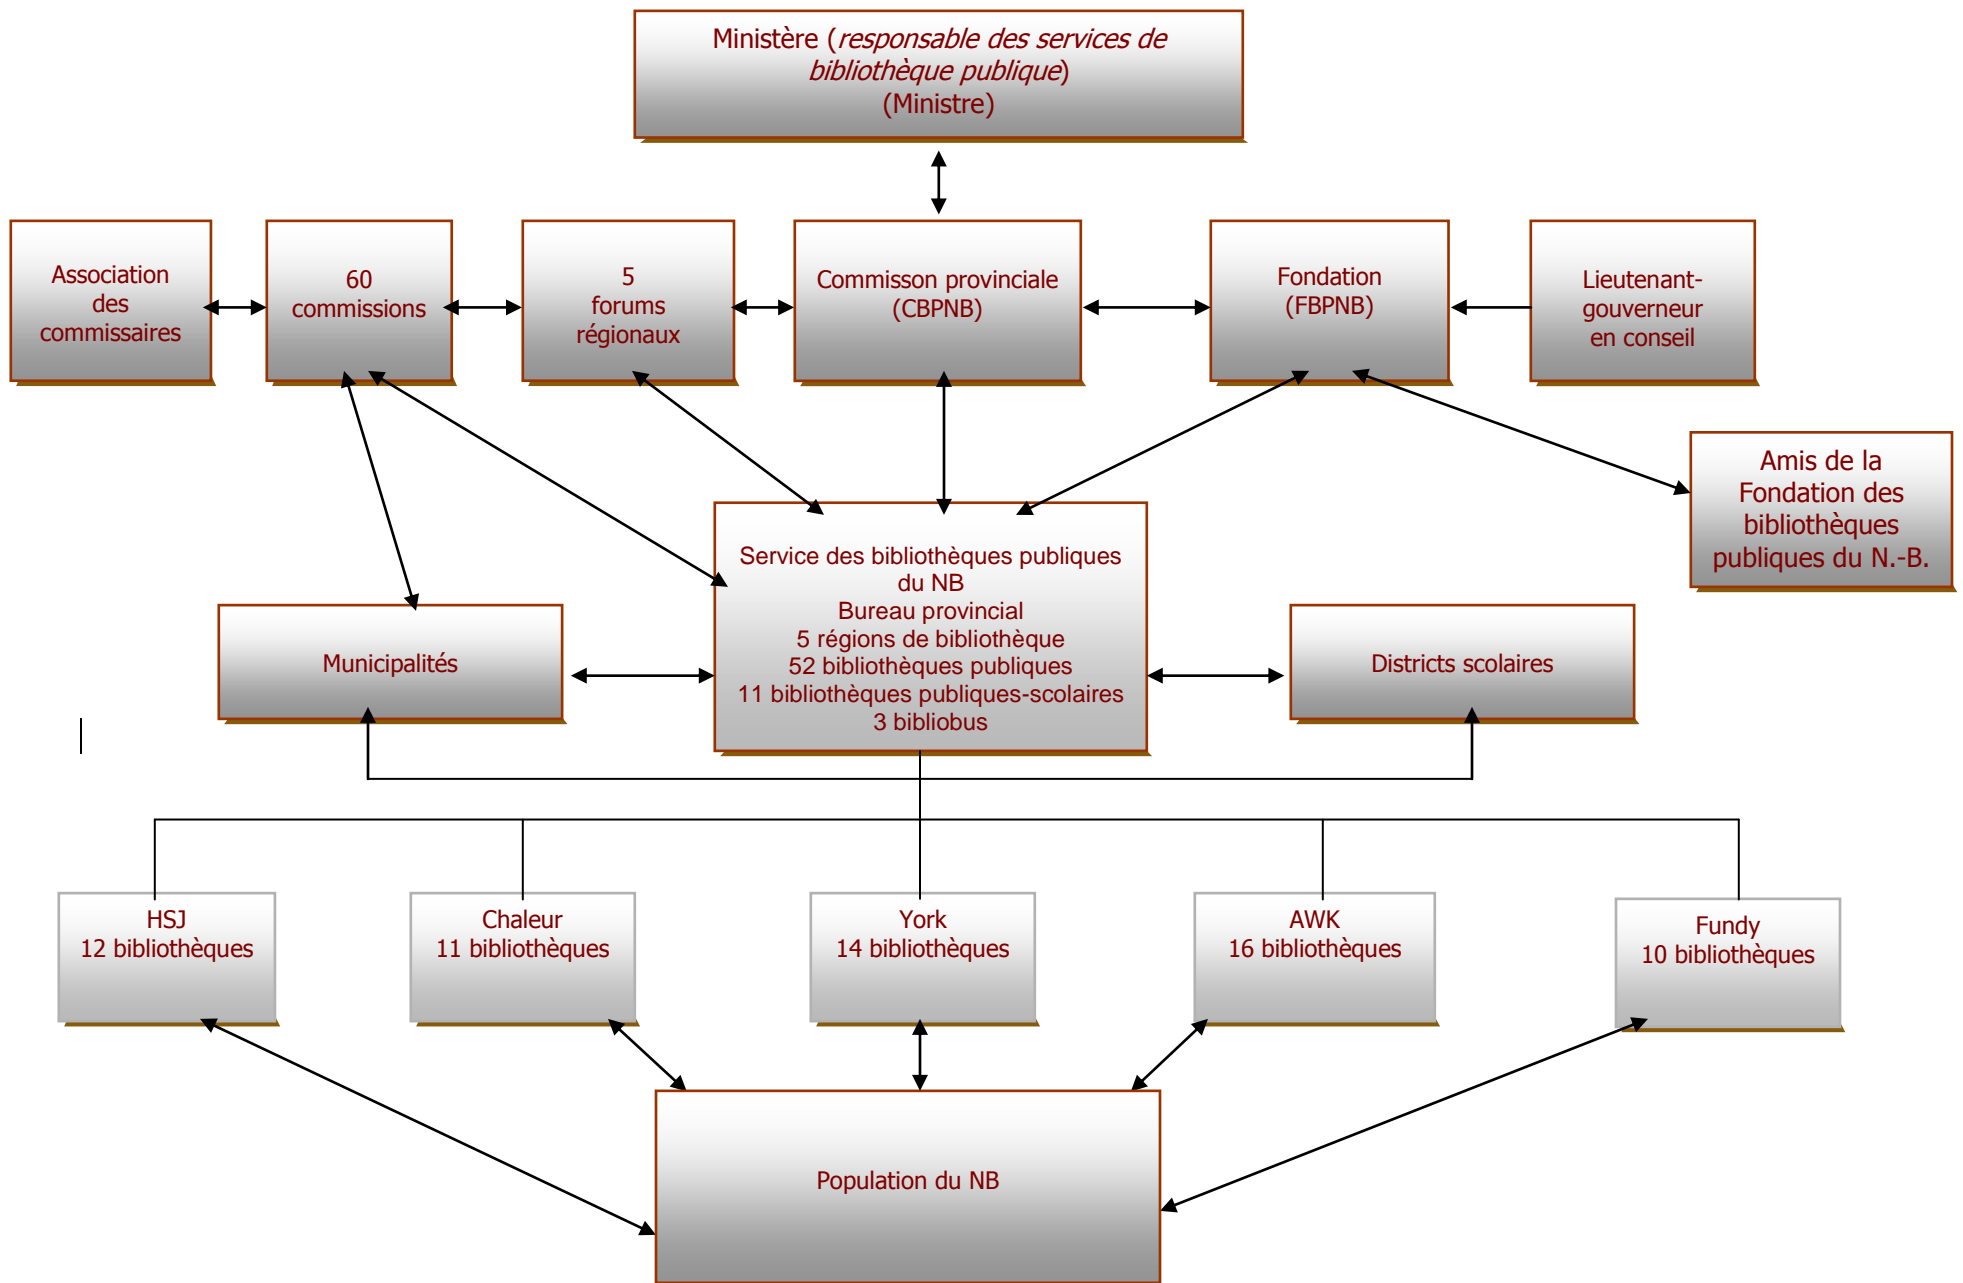 Ministère (responsable des services de
bibliothèque publique)
(Ministre)
Association
des
commissaires
60
commissions
5
forums
régionaux
Commisson provinciale
(CBPNB)
Fondation
(FBPNB)
Lieutenant-
gouverneur
en conseil
Amis de la
Fondation des
bibliothèques
publiques du N.-B.
Service des bibliothèques publiques
du NB
Bureau provincial
5 régions de bibliothèque
52 bibliothèques publiques
11 bibliothèques publiques-scolaires
3 bibliobus
Municipalités
Districts scolaires
HSJ
12 bibliothèques
Chaleur
11 bibliothèques
York
14 bibliothèques
AWK
16 bibliothèques
Fundy
10 bibliothèques
Population du NB